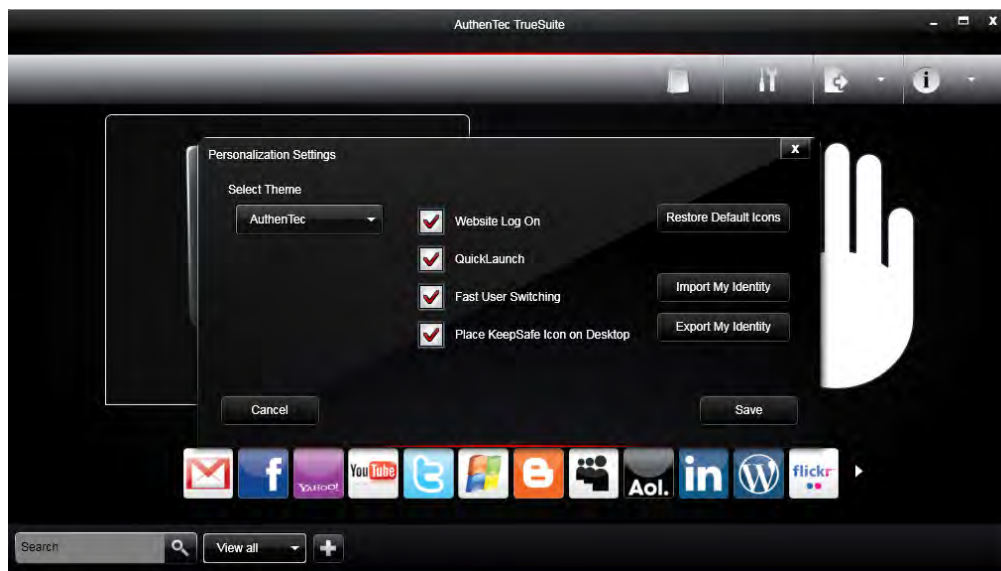 AuthenTec TrueSuite
Personalization Settings
X
Select Theme
AuthenTec
Website Log On
QuickLaunch
Fast User Switching
Place KeepSafe Icon on Desktop
Restore Default Icons
Import My Identity
Export My Identity
Cancel
Save
YAHOO!
You Tube
Aol.
in
flickr
Search
View all